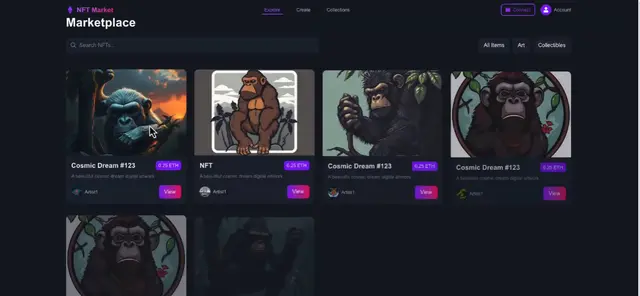 NFT Market
Explore
Create
Collections
Connect
Account
Marketplace
Search NFTs...
All Items
Art
Collectibles
Cosmic Dream #123
0.75 ETH
A beautiful cosmic dream digital artwork
Artist1
View
NFT
0.25 ETH
A beautiful cosmic dream digital artwork
Artist1
View
Cosmic Dream #123
0.25 ETH
A beautiful cosmic dream digital artwork
Artist1
View
Cosmic Dream #123
0.25 ETH
A beautiful cosmic dream digital artwork
Artist1
View